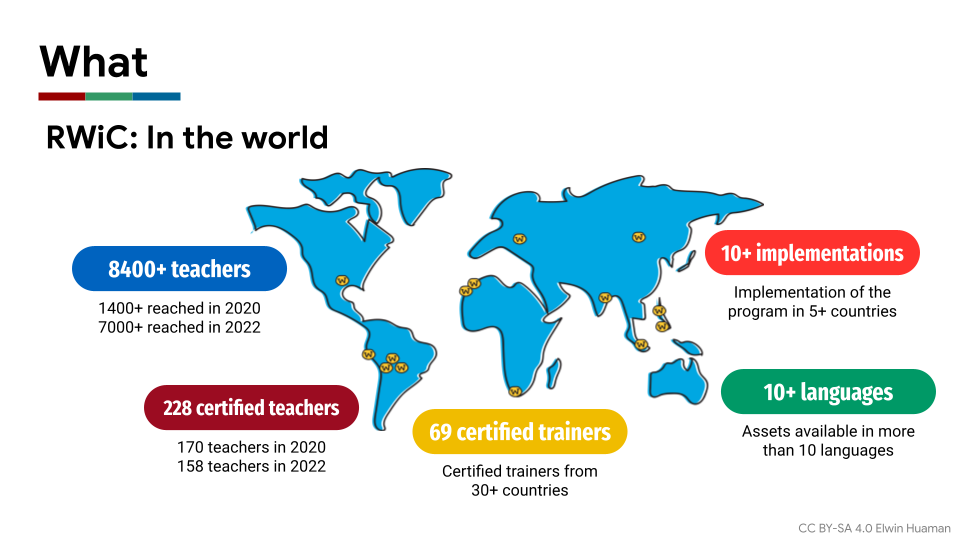 What
RWiC: In the world
8400+ teachers
1400+ reached in 2020
7000+ reached in 2022
228 certified teachers
170 teachers in 2020
158 teachers in 2022
69 certified trainers
Certified trainers from
30+ countries
10+ implementations
Implementation of the
program in 5+ countries
10+ languages
Assets available in more
than 10 languages
CC BY-SA 4.0 Elwin Huaman